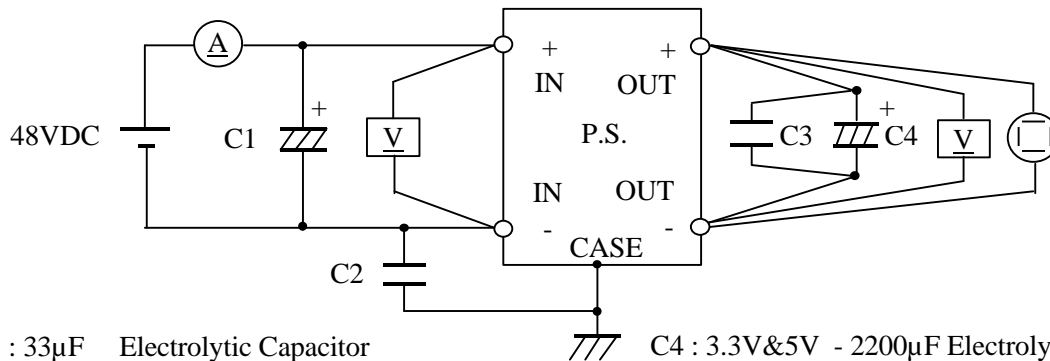 A
+ +
IN OUT
+
+
48VDC C1 V P.S. C3 C4 V
IN OUT
- -
CASE
C2
: 33µF Electrolytic Capacitor C4 : 3.3V&5V - 2200µF Electroly